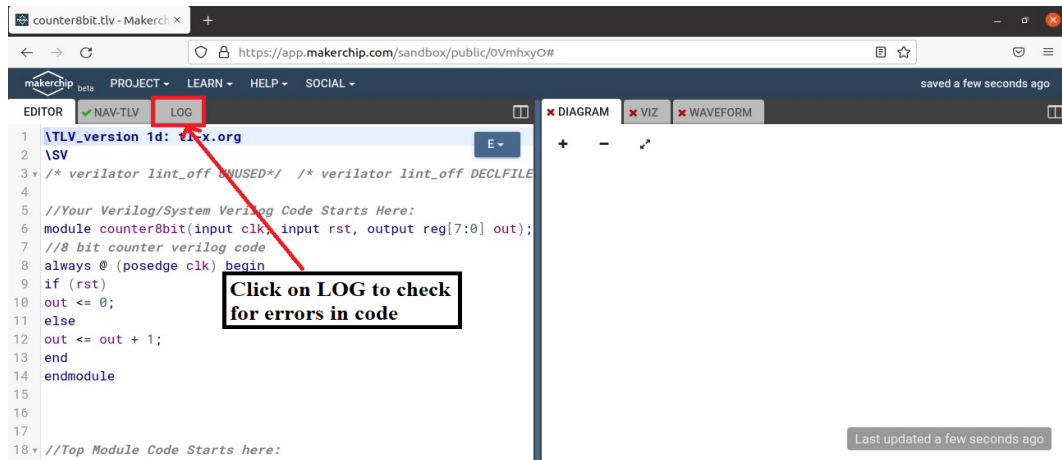 counter8bit.tlv - Makerch
https://app.makerchip.com/sandbox/public/0VmhxyO#
makerchip beta PROJECT LEARN HELP SOCIAL saved a few seconds ago
EDITOR NAV-TLV LOG
DIAGRAM VIZ WAVEFORM
E
1 \TLV_version 1d: tl-x.org
2 \SV
3 /* verilator lint_off UNUSED*/ /* verilator lint_off DECLFILE
4
5 //Your Verilog/System Verilog Code Starts Here:
6 module counter8bit(input clk, input rst, output reg[7:0] out);
7 //8 bit counter verilog code
8 always @ (posedge clk) begin
9 if (rst)
10 out <= 0;
11 else
12 out <= out + 1;
13 end
14 endmodule
15
16
17
18 //Top Module Code Starts here:
Click on LOG to check
for errors in code
Last updated a few seconds ago